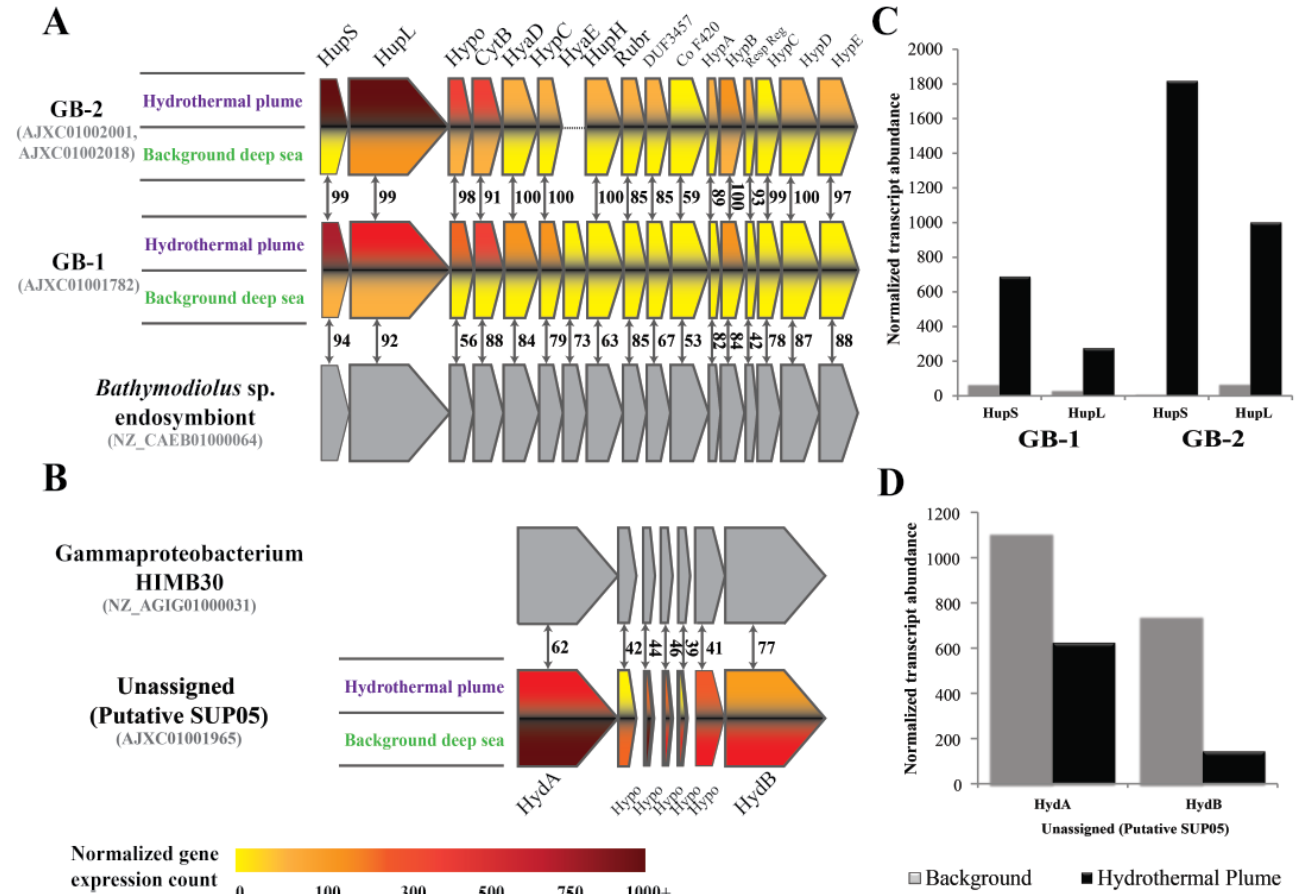 A
HupS
HupL
Hypo
CytB
HyaD
HypC
HyaE
HupH
Rubr
DUF3457
Co F420
HypA
HypB
Resp Reg
HypC
HypD
HypE
GB-2
(AJXC01002001,
AJXC01002018)
Hydrothermal plume
Background deep sea
99 99 98 91 100 100 100 85 85 59 89 100 93 99 100 97
GB-1
(AJXC01001782)
Hydrothermal plume
Background deep sea
94 92 56 88 84 79 73 63 85 67 53 82 84 42 78 87 88
Bathymodiolus sp.
endosymbiont
(NZ_CAEB01000064)
B
Gammaproteobacterium
HIMB30
(NZ_AGIG01000031)
62 42 44 46 39 41 77
Unassigned
(Putative SUP05)
(AJXC01001965)
Hydrothermal plume
Background deep sea
HydA
Hypo
Hypo
Hypo
Hypo
Hypo
HydB
Normalized gene
expression count
0 100 300 500 750 1000+
C
Normalized transcript abundance
2000
1800
1600
1400
1200
1000
800
600
400
200
0
HupS HupL HupS HupL
GB-1 GB-2
D
Normalized transcript abundance
1200
1000
800
600
400
200
0
HydA HydB
Unassigned (Putative SUP05)
Background Hydrothermal Plume